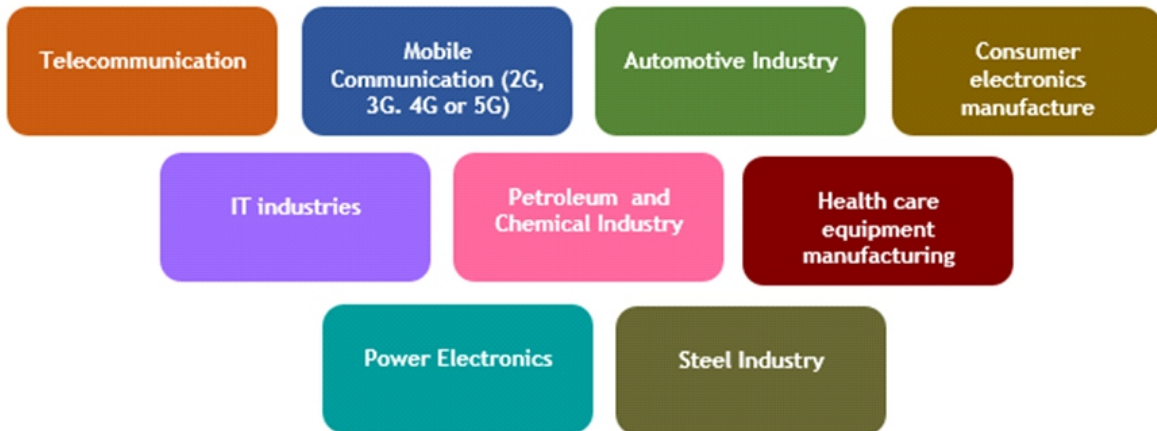 Telecommunication
Mobile
Communication (2G,
3G. 4G or 5G)
Automotive Industry
Consumer
electronics
manufacture
IT industries
Petroleum and
Chemical Industry
Health care
equipment
manufacturing
Power Electronics
Steel Industry